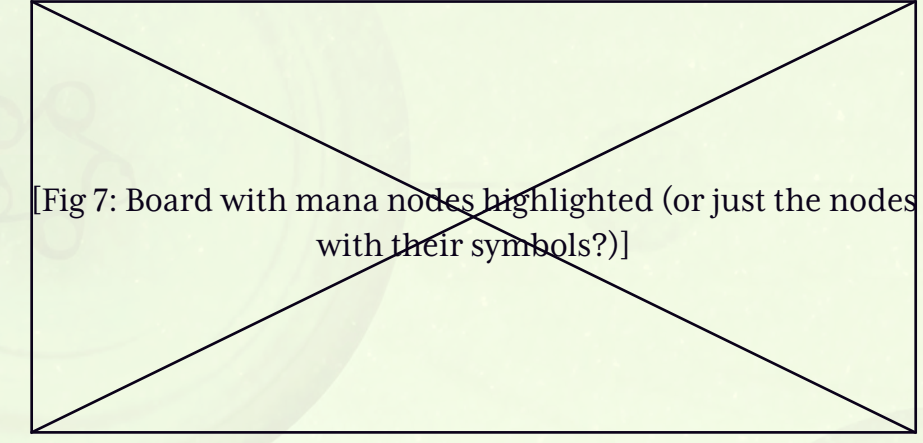 [Fig 7: Board with mana nodes highlighted (or just the nodes
with their symbols?)]